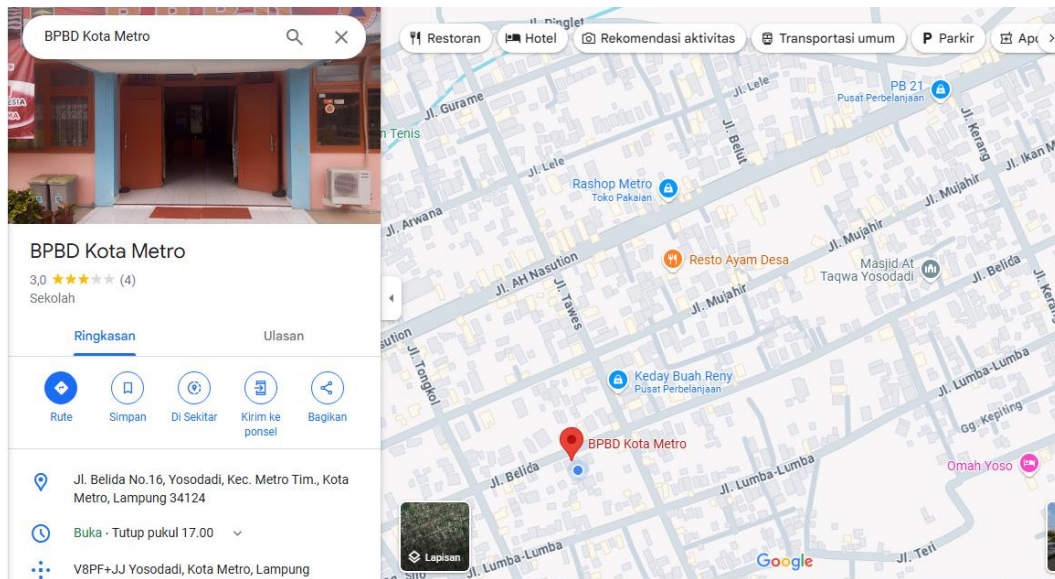 BPBD Kota Metro
BPBD Kota Metro
3,0
(4)
Sekolah
Ringkasan
Ulasan
Rute
Simpan
Di Sekitar
Kirim ke
ponsel
Bagikan
Jl. Belida No.16, Yosodadi, Kec. Metro Tim., Kota
Metro, Lampung 34124
Buka · Tutup pukul 17.00
V8PF+JJ Yosodadi, Kota Metro, Lampung
Restoran
Hotel
Rekomendasi aktivitas
Transportasi umum
P Parkir
Jl. Gurame
Jl. Lele
PB 21
Pusat Perbelanjaan
Jl. Belut
Jl. Kerang
n Tenis
Jl. Lele
Jl. Ikan M
Rashop Metro
Toko Pakaian
Jl. Mujahir
Jl. Arwana
Jl. Mujahir
Resto Ayam Desa
Masjid At
Taqwa Yosodadi
Jl. Belida
Jl. AH Nasution
Jl. Tawes
Jl. Mujahir
sution
Jl. Tongkol
Keday Buah Reny
Pusat Perbelanjaan
Jl. Lumba-Lumba
Gg. Kepiting
BPBD Kota Metro
Jl. Belida
Jl. Lumba-Lumba
Omah Yoso
Lapisan
Jl. Lumba-Lumba
Google
Jl. Teri